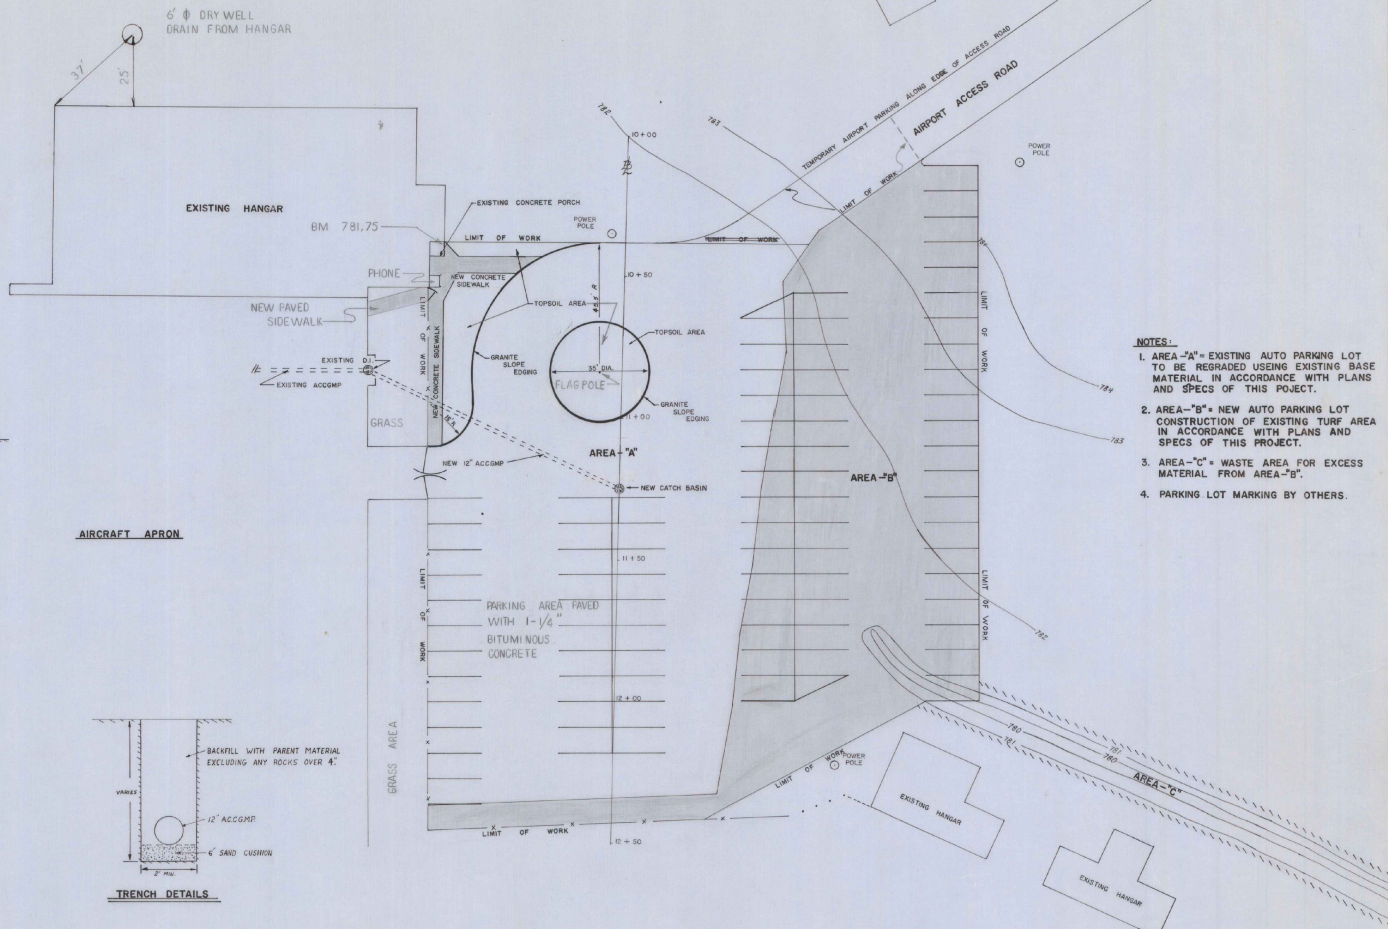 6' ϕ DRY WELL
DRAIN FROM HANGAR
37'
25'
EXISTING HANGAR
BM 781.75
EXISTING CONCRETE PORCH
LIMIT OF WORK
POWER
POLE
782
783
10+00
TEMPORARY AIRPORT PARKING ALONG EDGE OF ACCESS ROAD
AIRPORT ACCESS ROAD
LIMIT OF WORK
LIMIT OF WORK
POWER
POLE
PHONE
NEW CONCRETE
SIDEWALK
NEW PAVED
SIDEWALK
LIMIT OF WORK
NEW CONCRETE SIDEWALK
10+50
45.5' R
TOPSOIL AREA
TOPSOIL AREA
GRANITE
SLOPE
EDGING
35' DIA.
FLAGPOLE
GRANITE
SLOPE
EDGING
11+00
EXISTING D.I.
EXISTING ACCGMP
GRASS
NEW 12" ACCGMP
AREA-"A"
NEW CATCH BASIN
AREA-"B"
LIMIT OF WORK
784
783
NOTES:
1. AREA-"A"= EXISTING AUTO PARKING LOT
TO BE REGRADED USEING EXISTING BASE
MATERIAL IN ACCORDANCE WITH PLANS
AND SPECS OF THIS POJECT.
2. AREA-"B"= NEW AUTO PARKING LOT
CONSTRUCTION OF EXISTING TURF AREA
IN ACCORDANCE WITH PLANS AND
SPECS OF THIS PROJECT.
3. AREA-"C"= WASTE AREA FOR EXCESS
MATERIAL FROM AREA-"B".
4. PARKING LOT MARKING BY OTHERS.
AIRCRAFT APRON
11+50
LIMIT OF WORK
PARKING AREA PAVED
WITH 1-1/4"
BITUMINOUS
CONCRETE
LIMIT OF WORK
782
12+00
GRASS AREA
LIMIT OF WORK
12+50
LIMIT OF WORK
POWER
POLE
780
781
781
780
AREA-"C"
EXISTING HANGAR
EXISTING HANGAR
BACKFILL WITH PARENT MATERIAL
EXCLUDING ANY ROCKS OVER 4".
VARIES
12" A.C.C.G.M.P.
6" SAND CUSHION
2' MIN.
TRENCH DETAILS